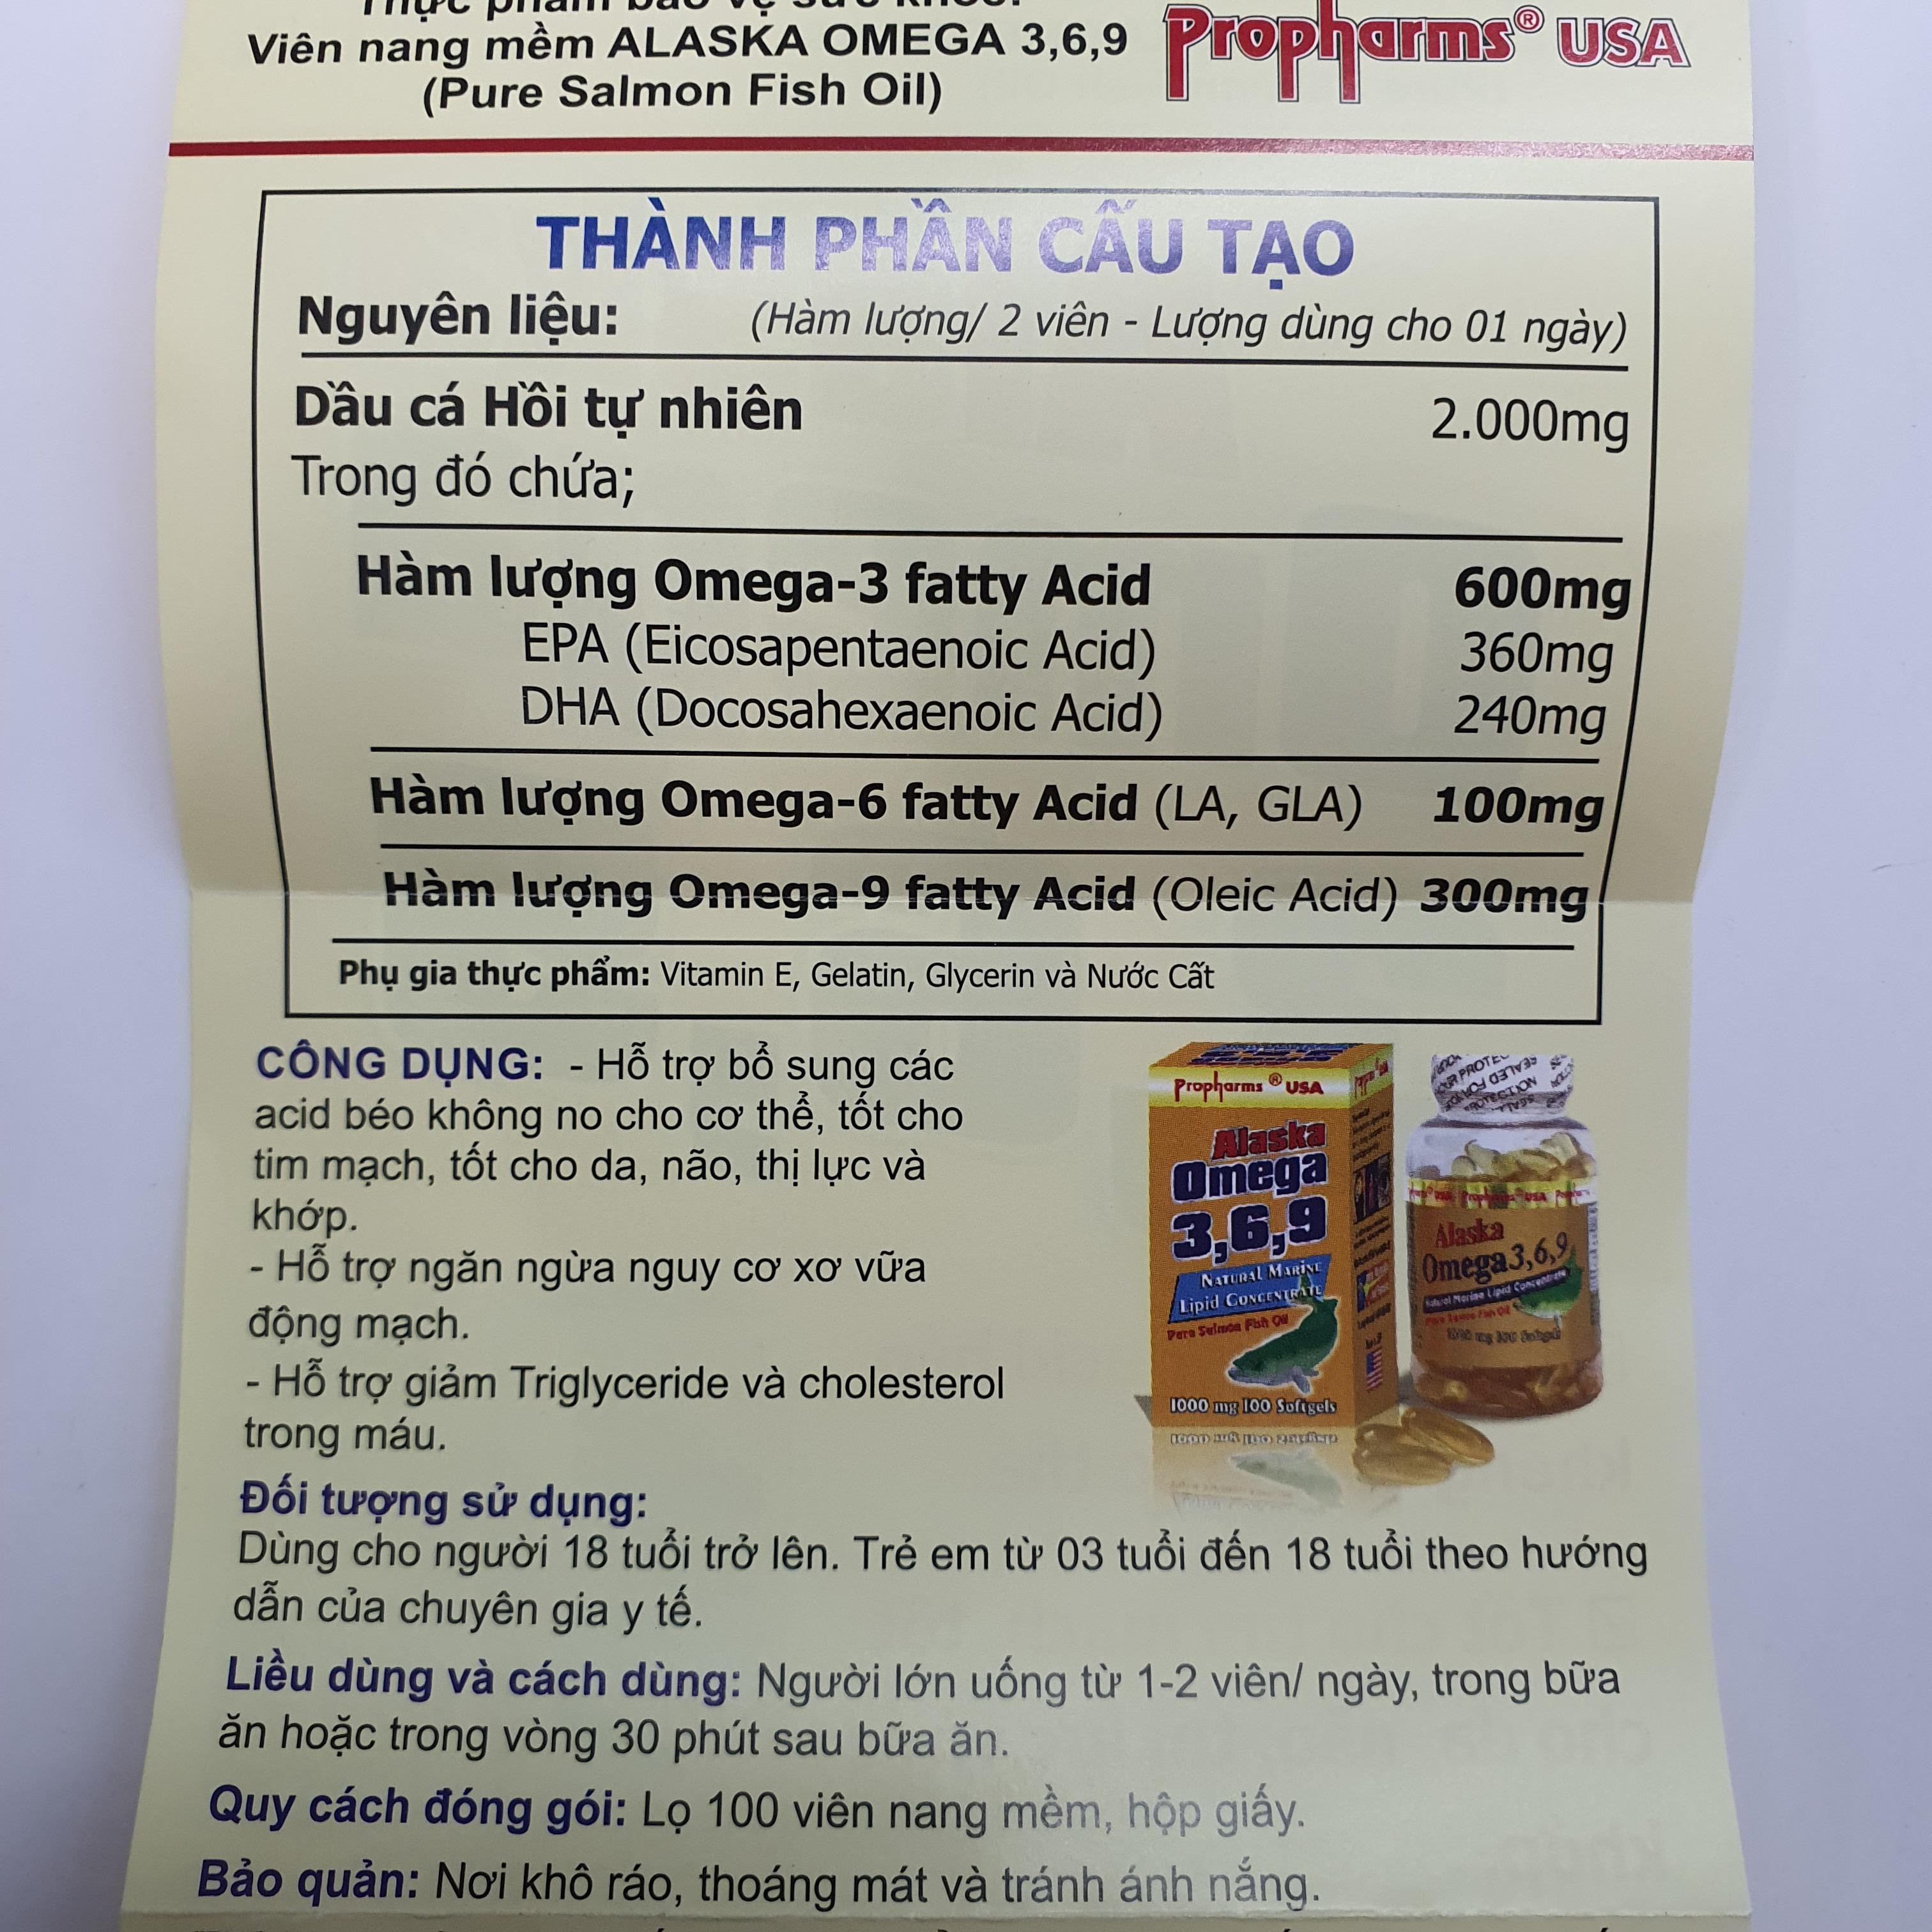 Thực phẩm bảo vệ sức khỏe:
Viên nang mềm ALASKA OMEGA 3,6,9
(Pure Salmon Fish Oil)
Propharms® USA
THÀNH PHẦN CẤU TẠO
Nguyên liệu: (Hàm lượng/ 2 viên - Lượng dùng cho 01 ngày)
Dầu cá Hồi tự nhiên 2.000mg
Trong đó chứa;
Hàm lượng Omega-3 fatty Acid 600mg
EPA (Eicosapentaenoic Acid) 360mg
DHA (Docosahexaenoic Acid) 240mg
Hàm lượng Omega-6 fatty Acid (LA, GLA) 100mg
Hàm lượng Omega-9 fatty Acid (Oleic Acid) 300mg
Phụ gia thực phẩm: Vitamin E, Gelatin, Glycerin và Nước Cất
CÔNG DỤNG: - Hỗ trợ bổ sung các
acid béo không no cho cơ thể, tốt cho
tim mạch, tốt cho da, não, thị lực và
khớp.
- Hỗ trợ ngăn ngừa nguy cơ xơ vữa
động mạch.
- Hỗ trợ giảm Triglyceride và cholesterol
trong máu.
Propharms ® USA
Alaska
Omega
3,6,9
Natural Marine
Lipid Concentrate
Pure Salmon Fish Oil
1000 mg 100 Softgels
Alaska
Omega 3,6,9
Natural Marine Lipid Concentrate
Đối tượng sử dụng:
Dùng cho người 18 tuổi trở lên. Trẻ em từ 03 tuổi đến 18 tuổi theo hướng
dẫn của chuyên gia y tế.
Liều dùng và cách dùng: Người lớn uống từ 1-2 viên/ ngày, trong bữa
ăn hoặc trong vòng 30 phút sau bữa ăn.
Quy cách đóng gói: Lọ 100 viên nang mềm, hộp giấy.
Bảo quản: Nơi khô ráo, thoáng mát và tránh ánh nắng.